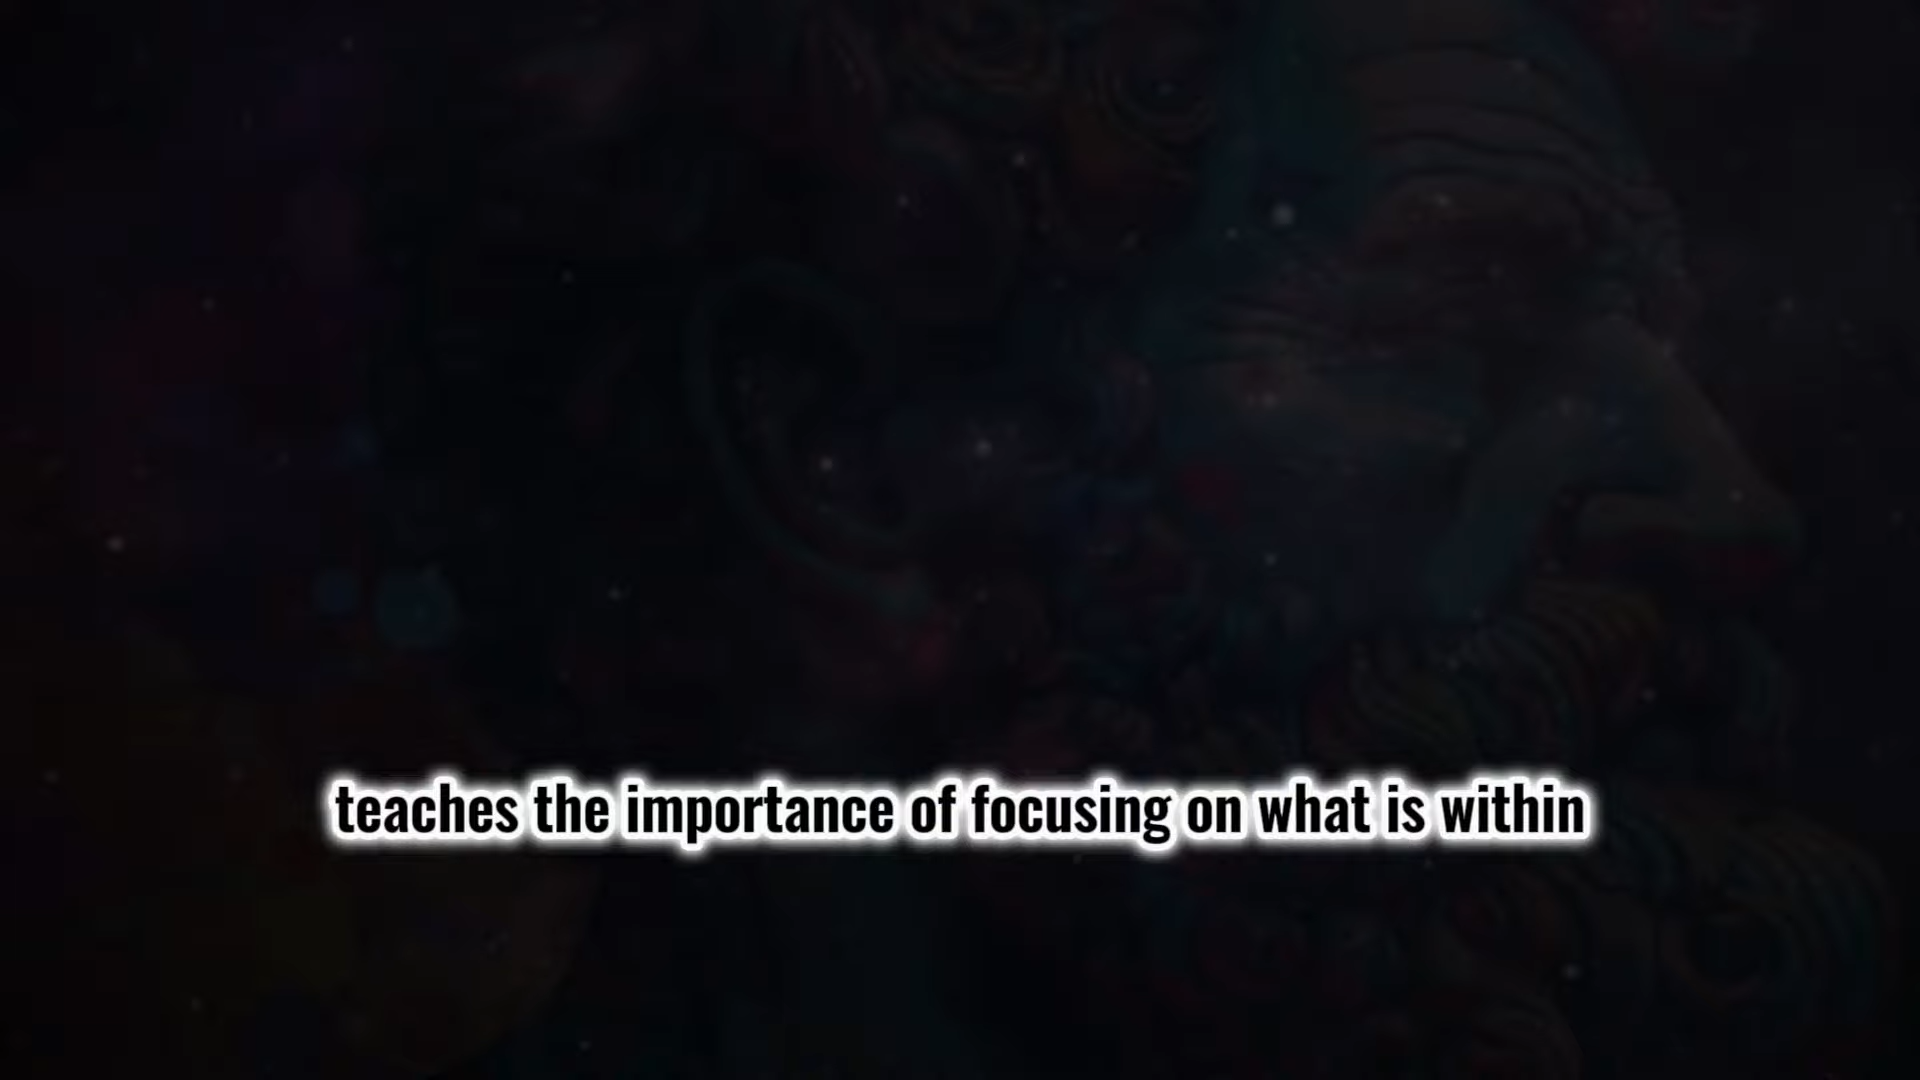 teaches the importance of focusing on what is within